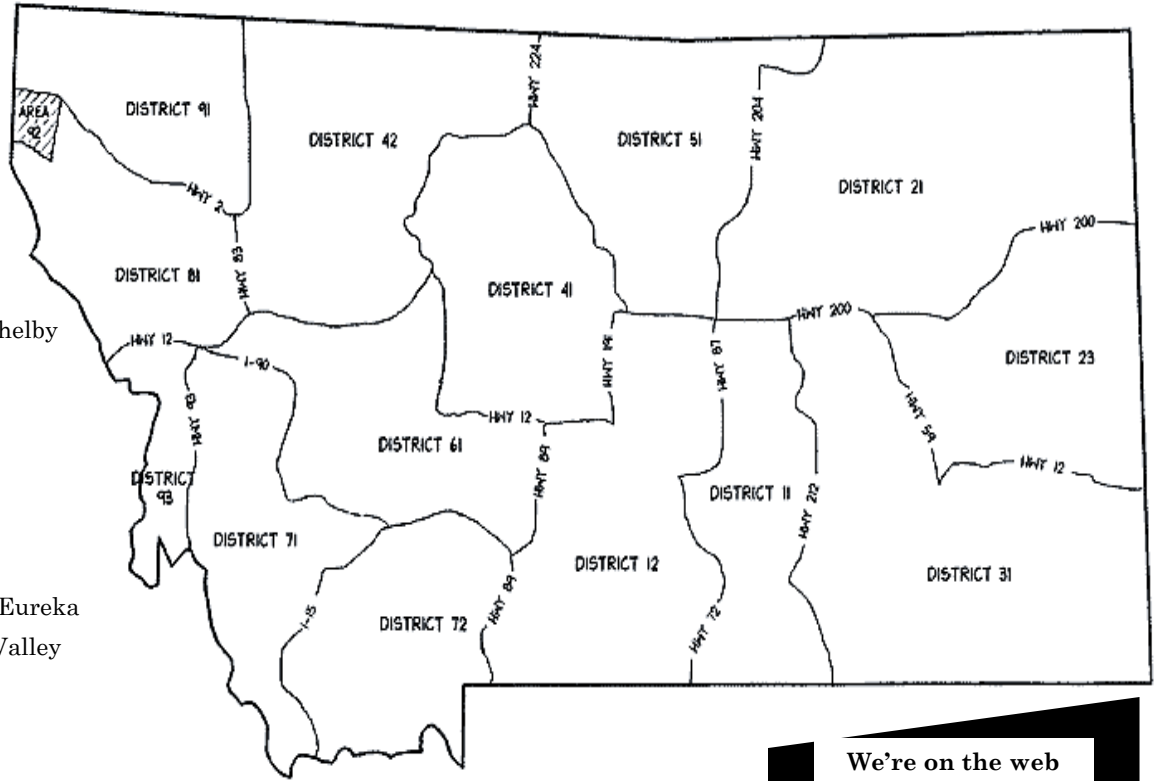 HWY 224
AREA
92
DISTRICT 91
DISTRICT 42
DISTRICT 51
HWY 204
DISTRICT 21
HWY 2
HWY 200
HWY 83
DISTRICT 81
DISTRICT 41
helby
HWY 12
I-90
HWY 191
HWY 87
HWY 200
DISTRICT 23
HWY 93
HWY 12
HWY 59
DISTRICT 61
HWY 89
HWY 12
DISTRICT
93
DISTRICT 11
HWY 212
DISTRICT 71
DISTRICT 12
DISTRICT 31
Eureka
HWY 89
I-15
DISTRICT 72
HWY 72
Valley
We're on the web